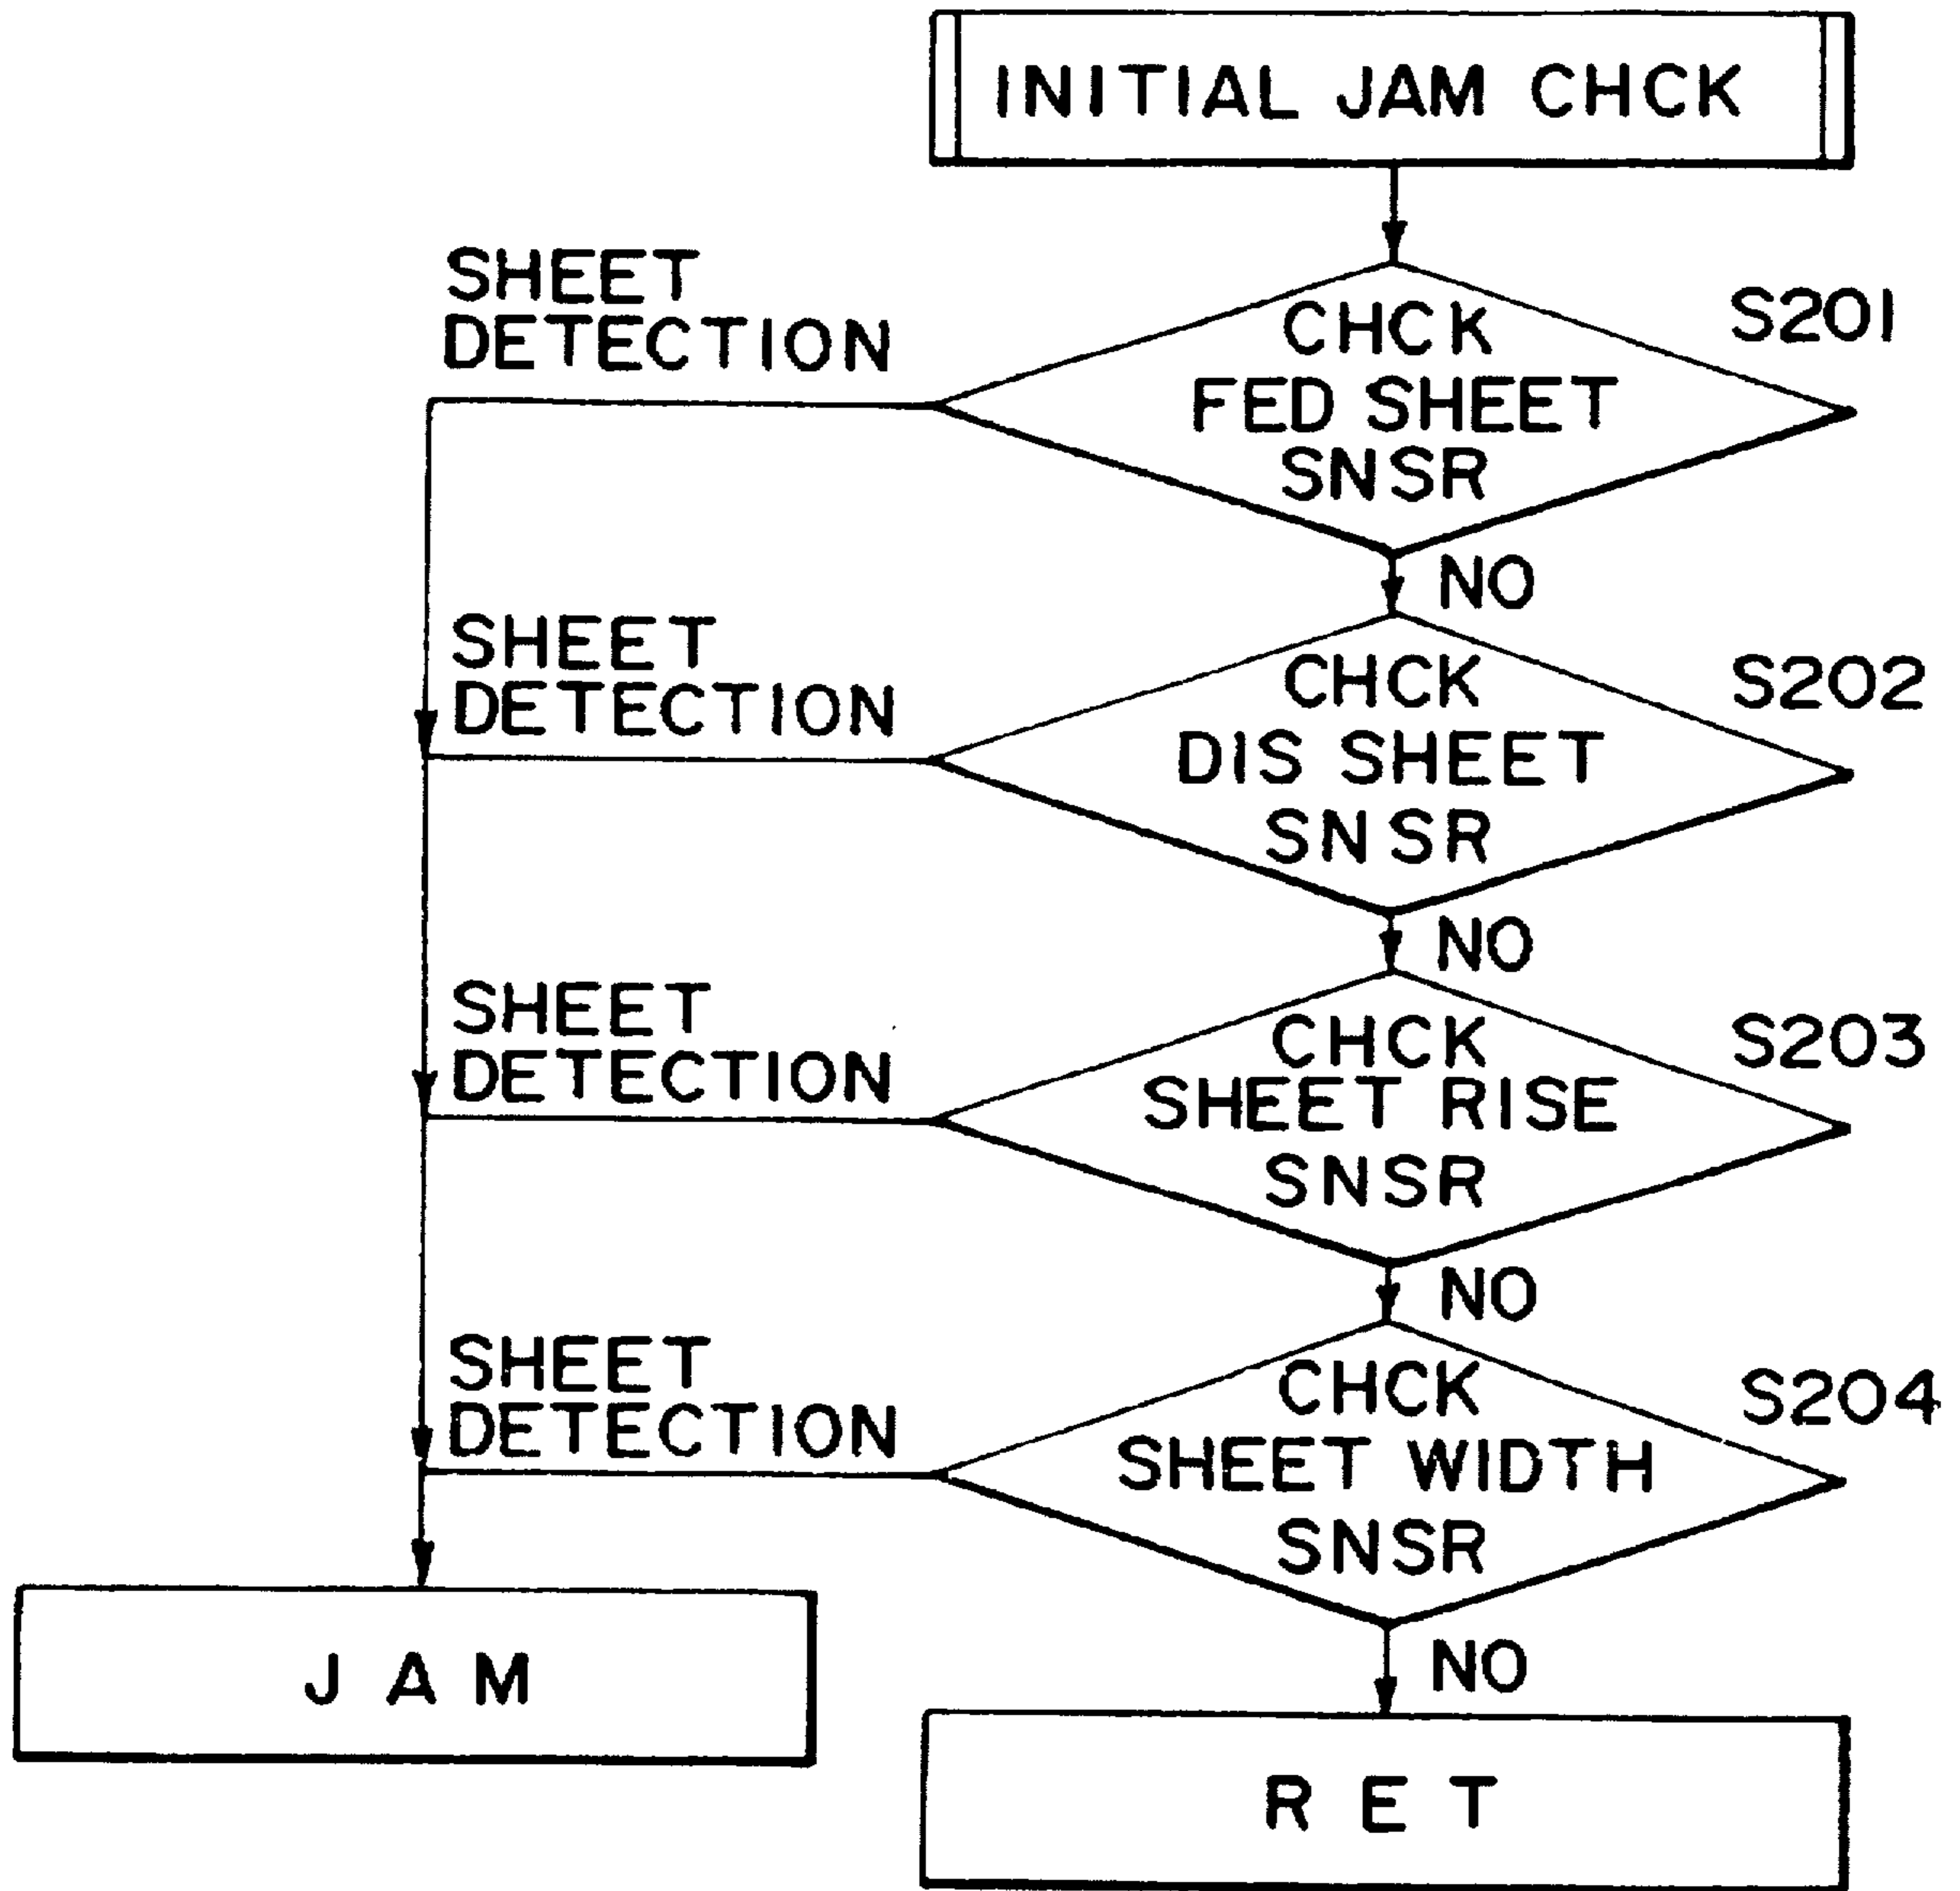 INITIAL JAM CHCK
SHEET
DETECTION
CHCK
FED SHEET
SNSR
S201
NO
SHEET
DETECTION
CHCK
DIS SHEET
SNSR
S202
NO
SHEET
DETECTION
CHCK
SHEET RISE
SNSR
S203
NO
SHEET
DETECTION
CHCK
SHEET WIDTH
SNSR
S204
NO
JAM
RET